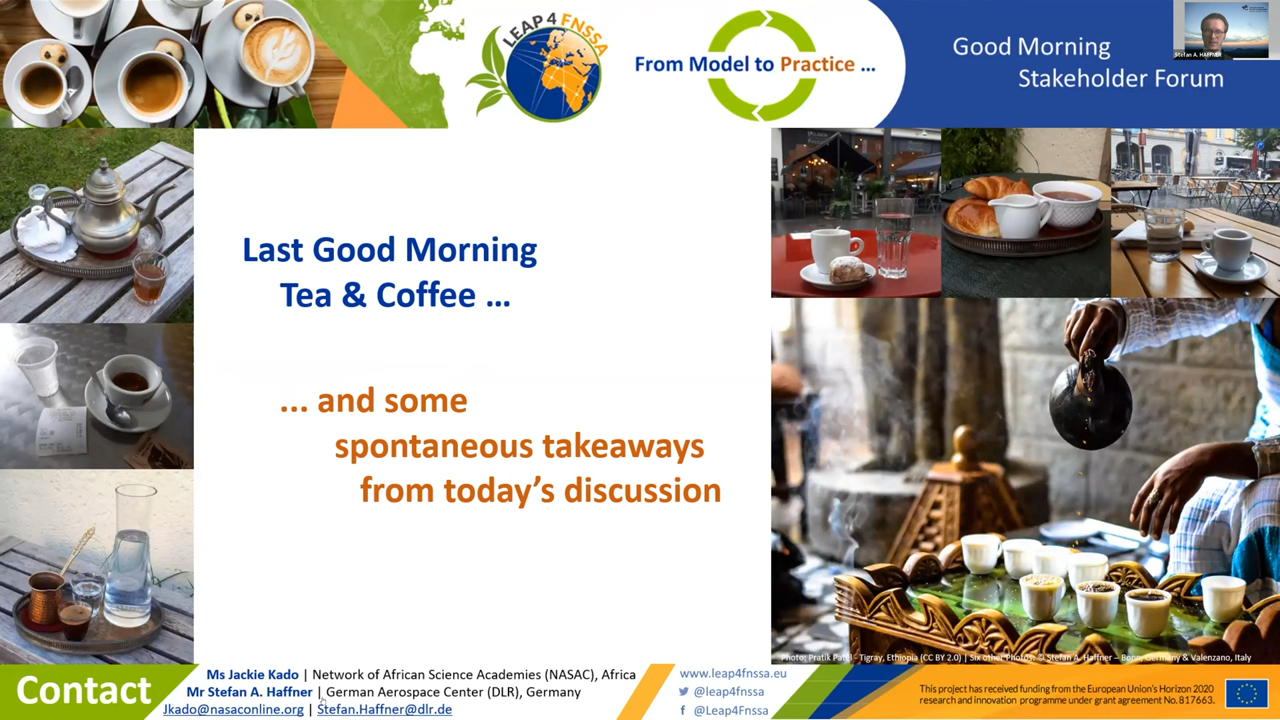 LEAP4FNSSA
From Model to Practice ...
Good Morning
Stakeholder Forum
Stefan A. HAFFNER
Last Good Morning
Tea & Coffee ...
... and some
spontaneous takeaways
from today's discussion
Photo: Pratik Patel - Tigray, Ethiopia (CC BY 2.0) | Six other Photos: © Stefan A. Haffner – Bonn, Germany & Valenzano, Italy
Contact
Ms Jackie Kado | Network of African Science Academies (NASAC), Africa
Mr Stefan A. Haffner | German Aerospace Center (DLR), Germany
Jkado@nasaconline.org | Stefan.Haffner@dlr.de
www.leap4fnssa.eu
@leap4fnssa
@Leap4Fnssa
This project has received funding from the European Union's Horizon 2020
research and innovation programme under grant agreement No. 817663.